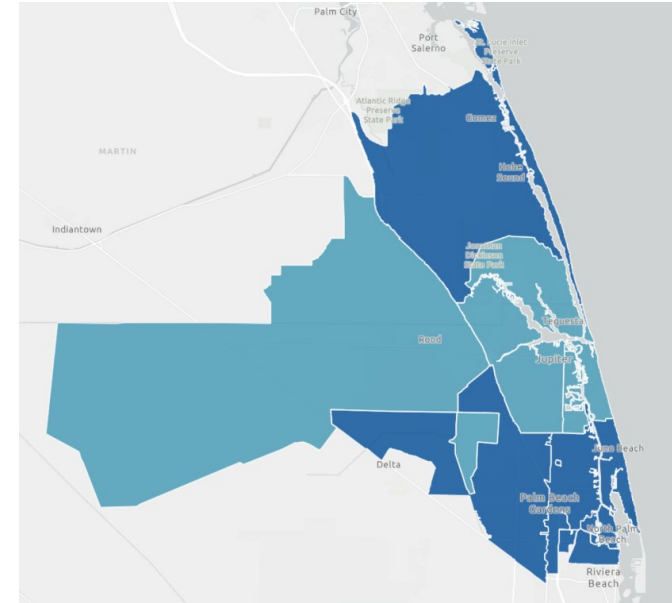 Palm City
Port
Salerno
St. Lucie Inlet
Preserve
State Park
Atlantic Ridge
Preserve
State Park
Gomez
MARTIN
Hobe
Sound
Indiantown
Jonathan
Dickinson
State Park
Tequesta
Rood
Jupiter
Juno Beach
Delta
Palm Beach
Gardens
North Palm
Beach
Riviera
Beach